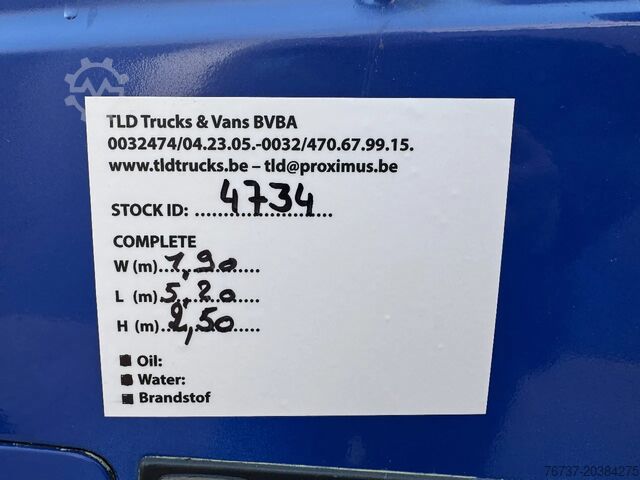 TLD Trucks & Vans BVBA
0032474/04.23.05.-0032/470.67.99.15.
www.tldtrucks.be – tld@proximus.be
STOCK ID: 4734
COMPLETE
W (m) 1,90
L (m) 5,20
H (m) 2,50
Oil:
Water:
Brandstof
76737-20384275